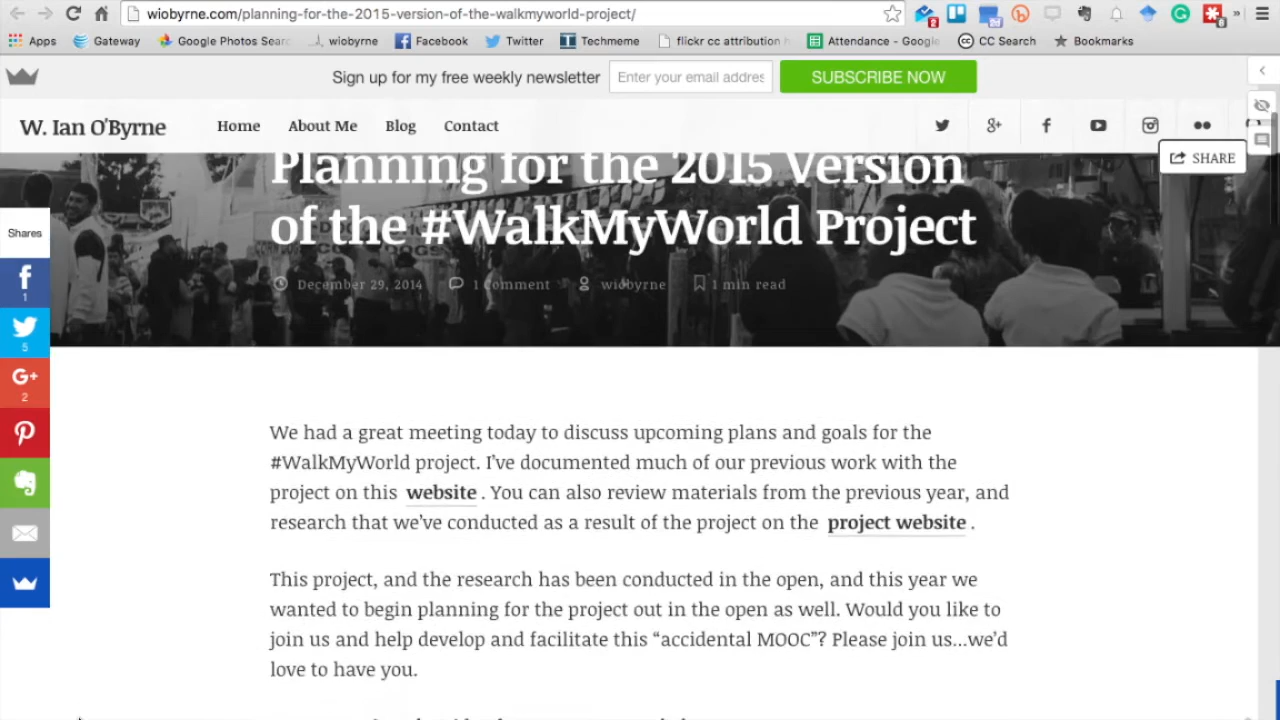 wiobyrne.com/planning-for-the-2015-version-of-the-walkmyworld-project/
Apps Gateway Google Photos Sear wiobyrne Facebook Twitter Techmeme flickr cc attribution Attendance - Google CC Search Bookmarks
Sign up for my free weekly newsletter Enter your email addres SUBSCRIBE NOW
W. Ian O'Byrne Home About Me Blog Contact
SHARE
Planning for the 2015 Version
of the #WalkMyWorld Project
December 29, 2014 1 Comment wiobyrne 1 min read
Shares
1
5
G+
2
We had a great meeting today to discuss upcoming plans and goals for the
#WalkMyWorld project. I’ve documented much of our previous work with the
project on this website . You can also review materials from the previous year, and
research that we’ve conducted as a result of the project on the project website .
This project, and the research has been conducted in the open, and this year we
wanted to begin planning for the project out in the open as well. Would you like to
join us and help develop and facilitate this “accidental MOOC”? Please join us...we’d
love to have you.